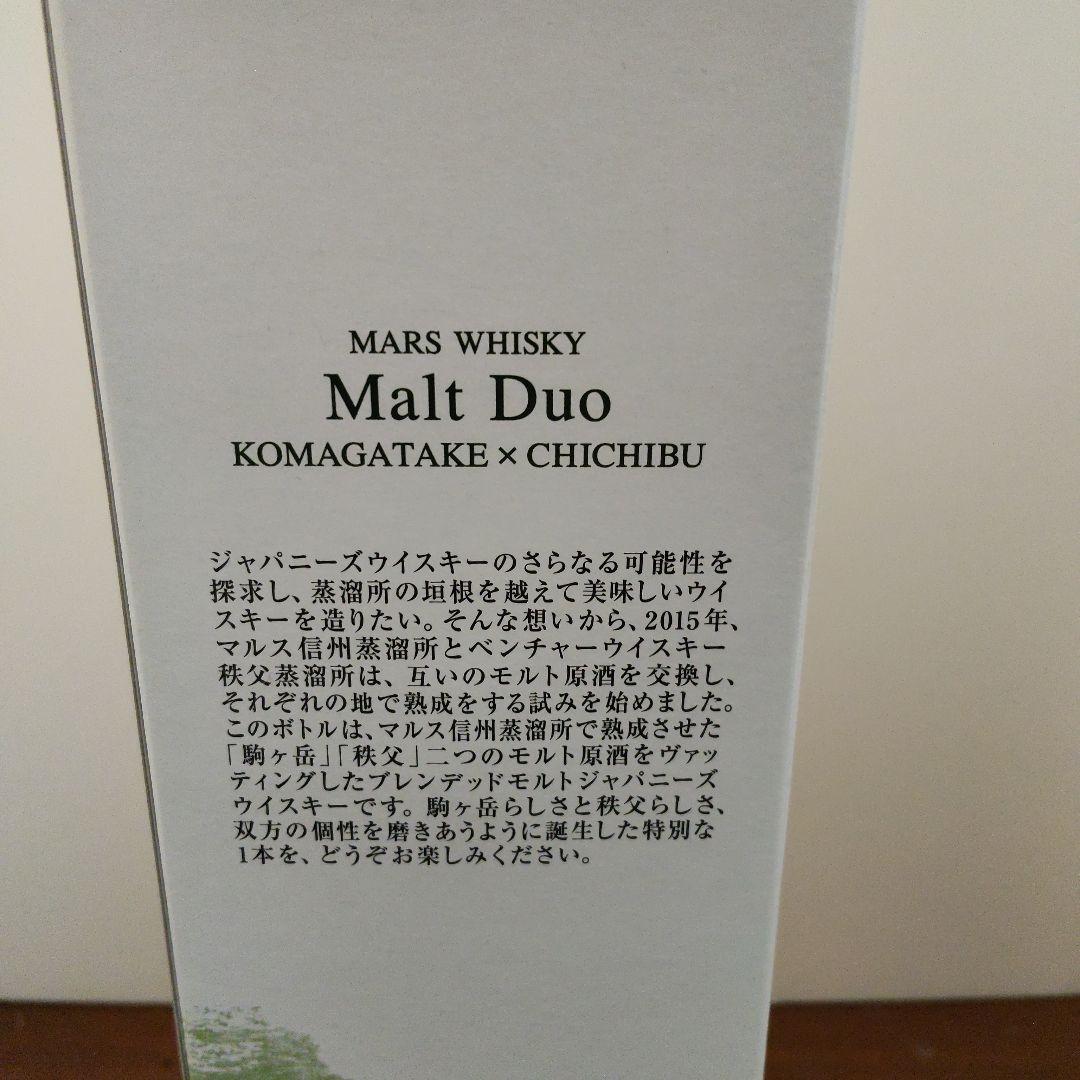 MARS WHISKY
Malt Duo
KOMAGATAKE × CHICHIBU
ジャパニーズウイスキーのさらなる可能性を
探求し、蒸溜所の垣根を越えて美味しいウイ
スキーを造りたい。そんな想いから、2015年、
マルス信州蒸溜所とベンチャーウイスキー
秩父蒸溜所は、互いのモルト原酒を交換し、
それぞれの地で熟成をする試みを始めました。
このボトルは、マルス信州蒸溜所で熟成させた
「駒ヶ岳」「秩父」二つのモルト原酒をヴァッ
ティングしたブレンデッドモルトジャパニーズ
ウイスキーです。駒ヶ岳らしさと秩父らしさ、
双方の個性を磨きあうように誕生した特別な
1本を、どうぞお楽しみください。